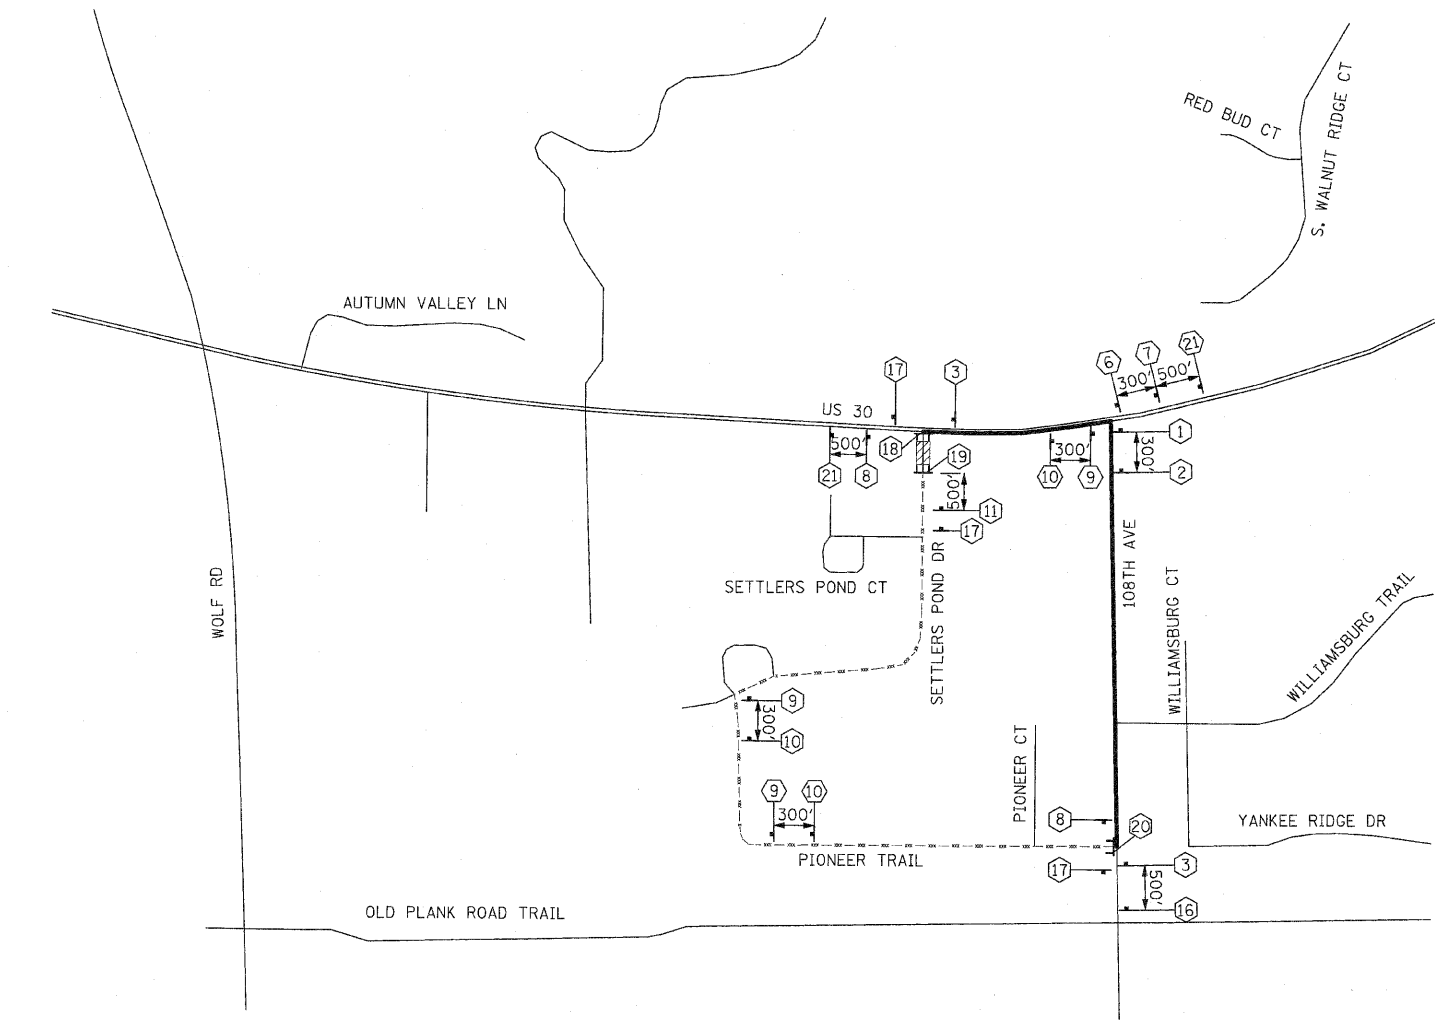 S. WALNUT RIDGE CT
RED BUD CT
AUTUMN VALLEY LN
21
7
6
500'
300'
17
3
US 30
1
18
500'
300'
300'
19
21
8
10
9
2
500'
11
17
108TH AVE
SETTLERS POND DR
SETTLERS POND CT
WOLF RD
WILLIAMSBURG CT
WILLIAMSBURG TRAIL
9
300'
10
PIONEER CT
9
10
300'
8
20
YANKEE RIDGE DR
PIONEER TRAIL
17
3
500'
16
OLD PLANK ROAD TRAIL